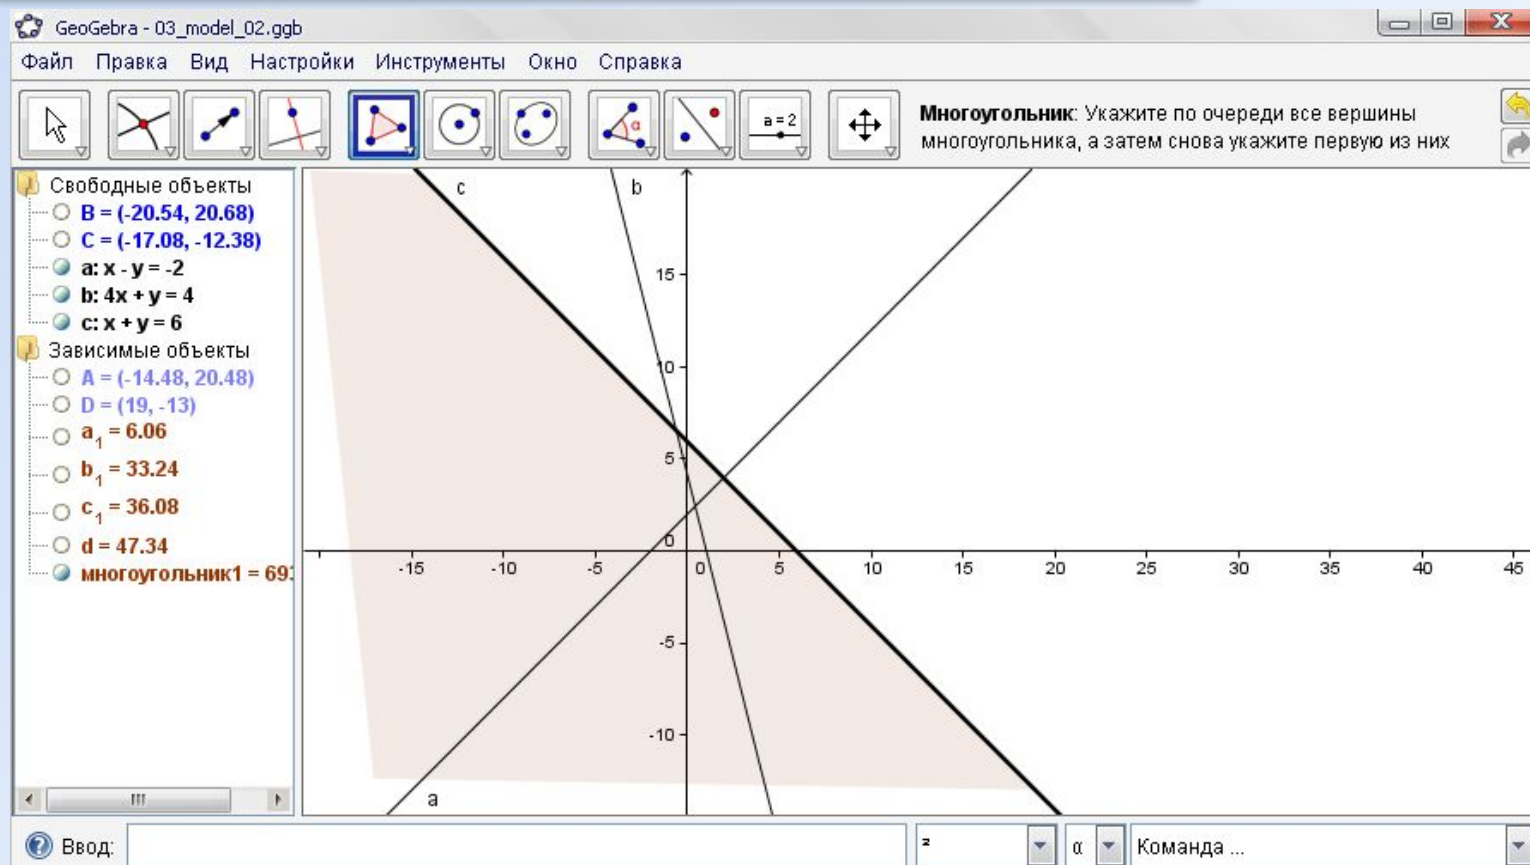 GeoGebra - 03_model_02.ggb
Файл Правка Вид Настройки Инструменты Окно Справка
α a = 2
Многоугольник: Укажите по очереди все вершины
многоугольника, а затем снова укажите первую из них
Свободные объекты
B = (-20.54, 20.68)
C = (-17.08, -12.38)
a: x - y = -2
b: 4x + y = 4
c: x + y = 6
Зависимые объекты
A = (-14.48, 20.48)
D = (19, -13)
a₁ = 6.06
b₁ = 33.24
c₁ = 36.08
d = 47.34
многоугольник1 = 69
c b
15
10
5
0
-15 -10 -5 0 5 10 15 20 25 30 35 40 45
-5
-10
a
Ввод: ² α Команда ...